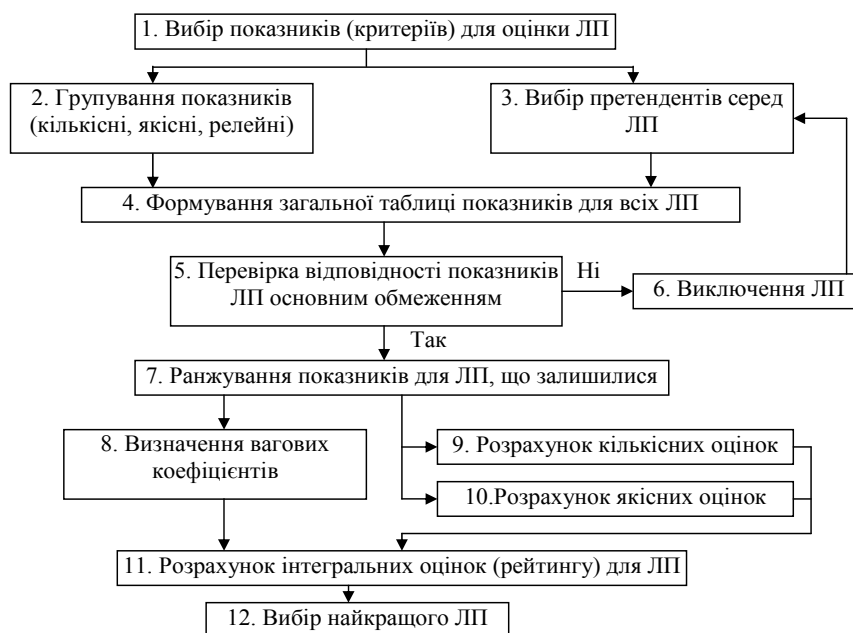 1. Вибір показників (критеріїв) для оцінки ЛП
2. Групування показників
(кількісні, якісні, релейні)
3. Вибір претендентів серед
ЛП
4. Формування загальної таблиці показників для всіх ЛП
5. Перевірка відповідності показників
ЛП основним обмеженням
Ні
6. Виключення ЛП
Так
7. Ранжування показників для ЛП, що залишилися
8. Визначення вагових
коефіцієнтів
9. Розрахунок кількісних оцінок
10.Розрахунок якісних оцінок
11. Розрахунок інтегральних оцінок (рейтингу) для ЛП
12. Вибір найкращого ЛП